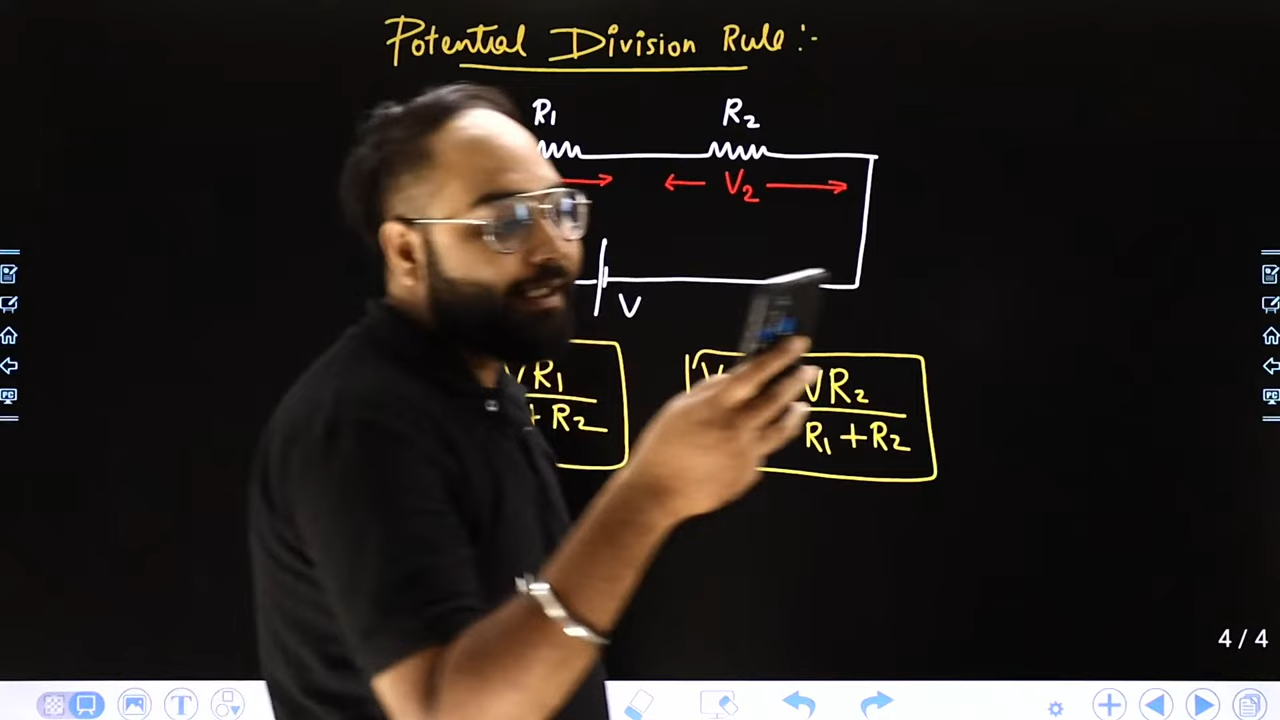 Potential Division Rule :-
R1 R2
V2
V
VR1
+ R2
VR2
R1 + R2
4 / 4